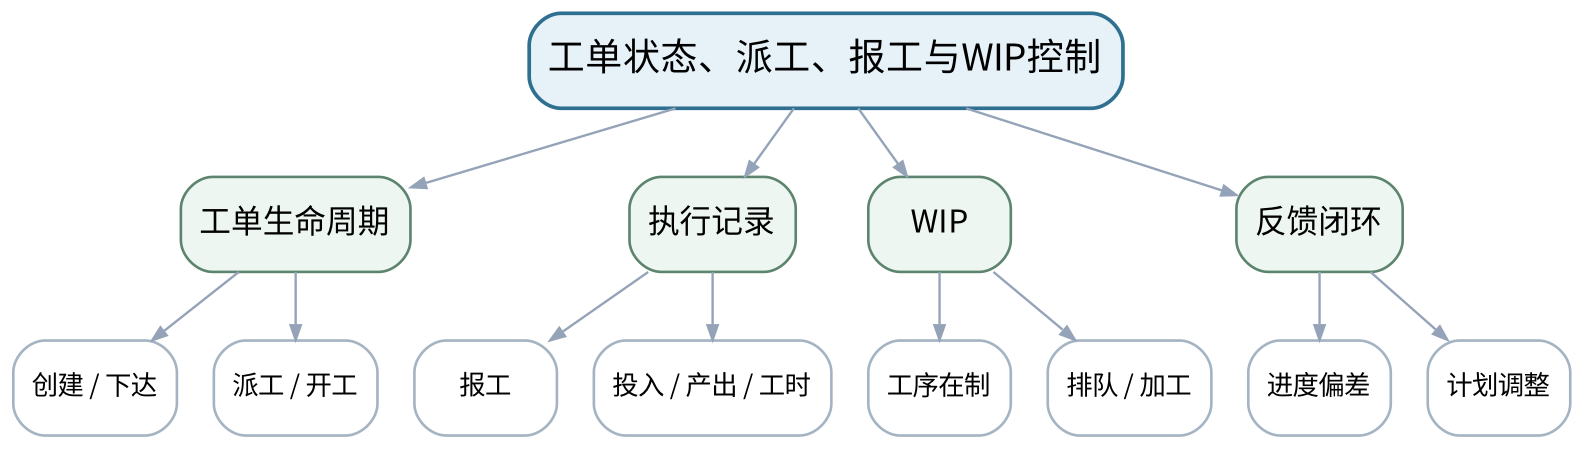 工单状态、派工、报工与WIP控制
工单生命周期
执行记录
WIP
反馈闭环
创建 / 下达
派工 / 开工
报工
投入 / 产出 / 工时
工序在制
排队 / 加工
进度偏差
计划调整